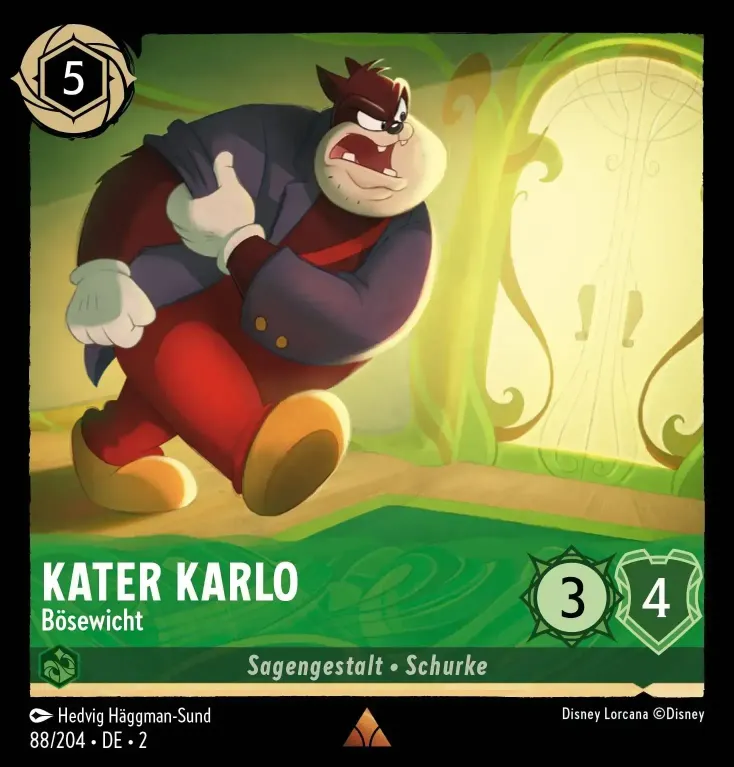 5
KATER KARLO
Bösewicht
3
4
Sagengestalt • Schurke
Hedvig Häggman-Sund
Disney Lorcana ©Disney
88/204 • DE • 2